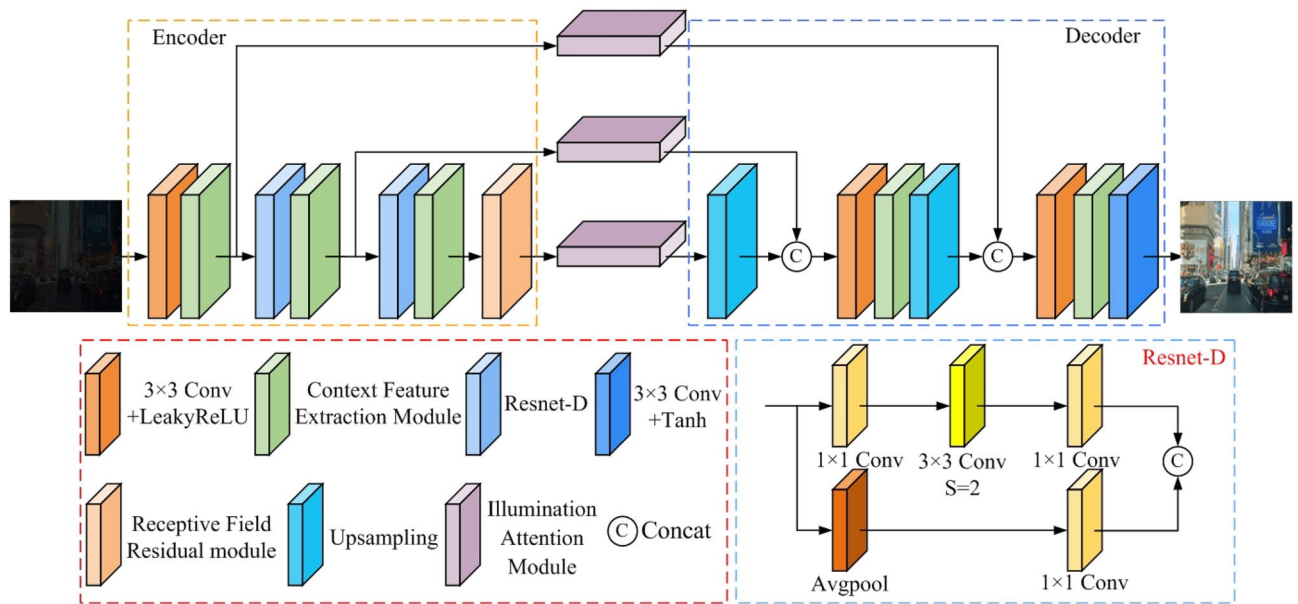 Encoder
Decoder
C
C
3×3 Conv
+LeakyReLU
Context Feature
Extraction Module
Resnet-D
3×3 Conv
+Tanh
Receptive Field
Residual module
Upsampling
Illumination
Attention
Module
C Concat
Resnet-D
1×1 Conv
3×3 Conv
S=2
1×1 Conv
C
Avgpool
1×1 Conv